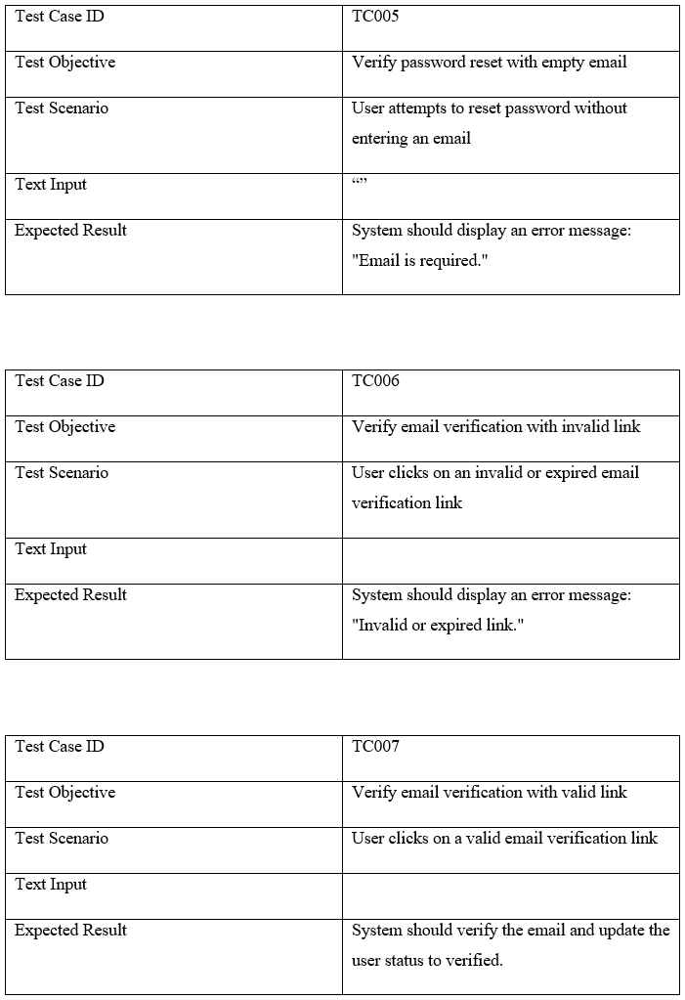 Test Case ID TC005
Test Objective Verify password reset with empty email
Test Scenario User attempts to reset password without
entering an email
Text Input “”
Expected Result System should display an error message:
"Email is required."
Test Case ID TC006
Test Objective Verify email verification with invalid link
Test Scenario User clicks on an invalid or expired email
verification link
Text Input
Expected Result System should display an error message:
"Invalid or expired link."
Test Case ID TC007
Test Objective Verify email verification with valid link
Test Scenario User clicks on a valid email verification link
Text Input
Expected Result System should verify the email and update the
user status to verified.